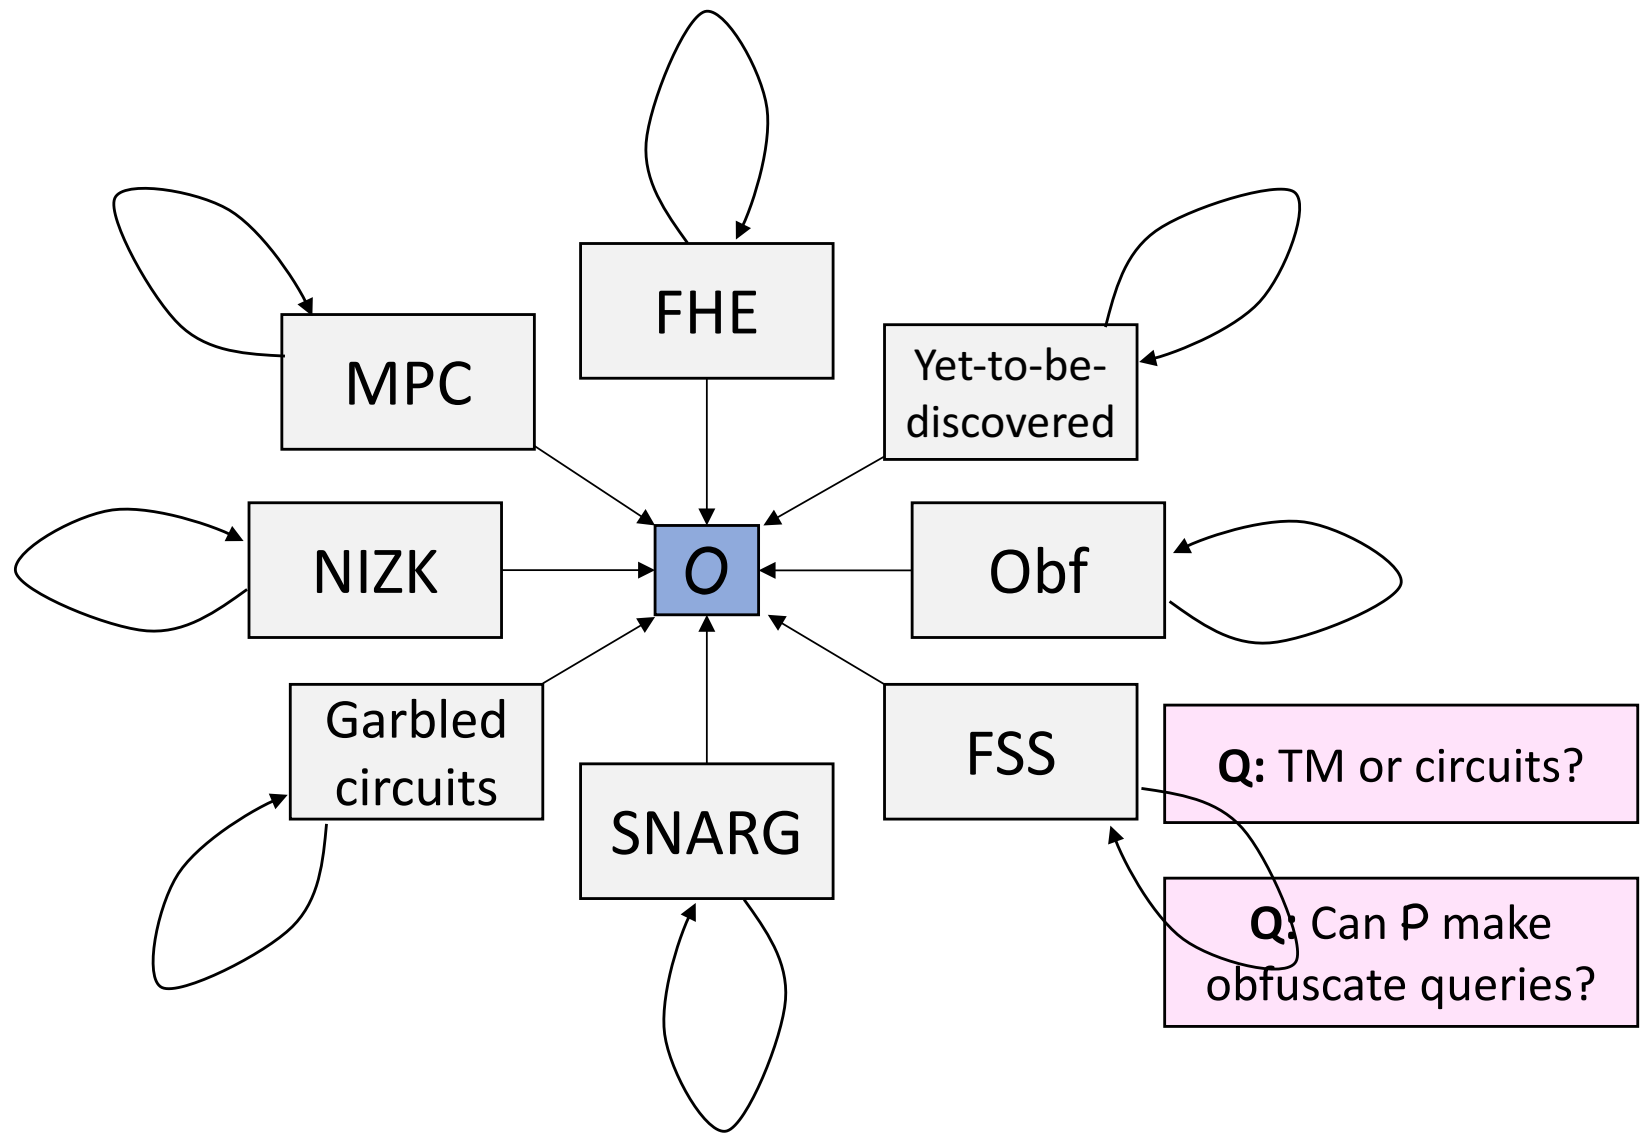 FHE
MPC
Yet-to-be-
discovered
NIZK
O
Obf
Garbled
circuits
FSS
SNARG
Q: TM or circuits?
Q: Can P make
obfuscate queries?